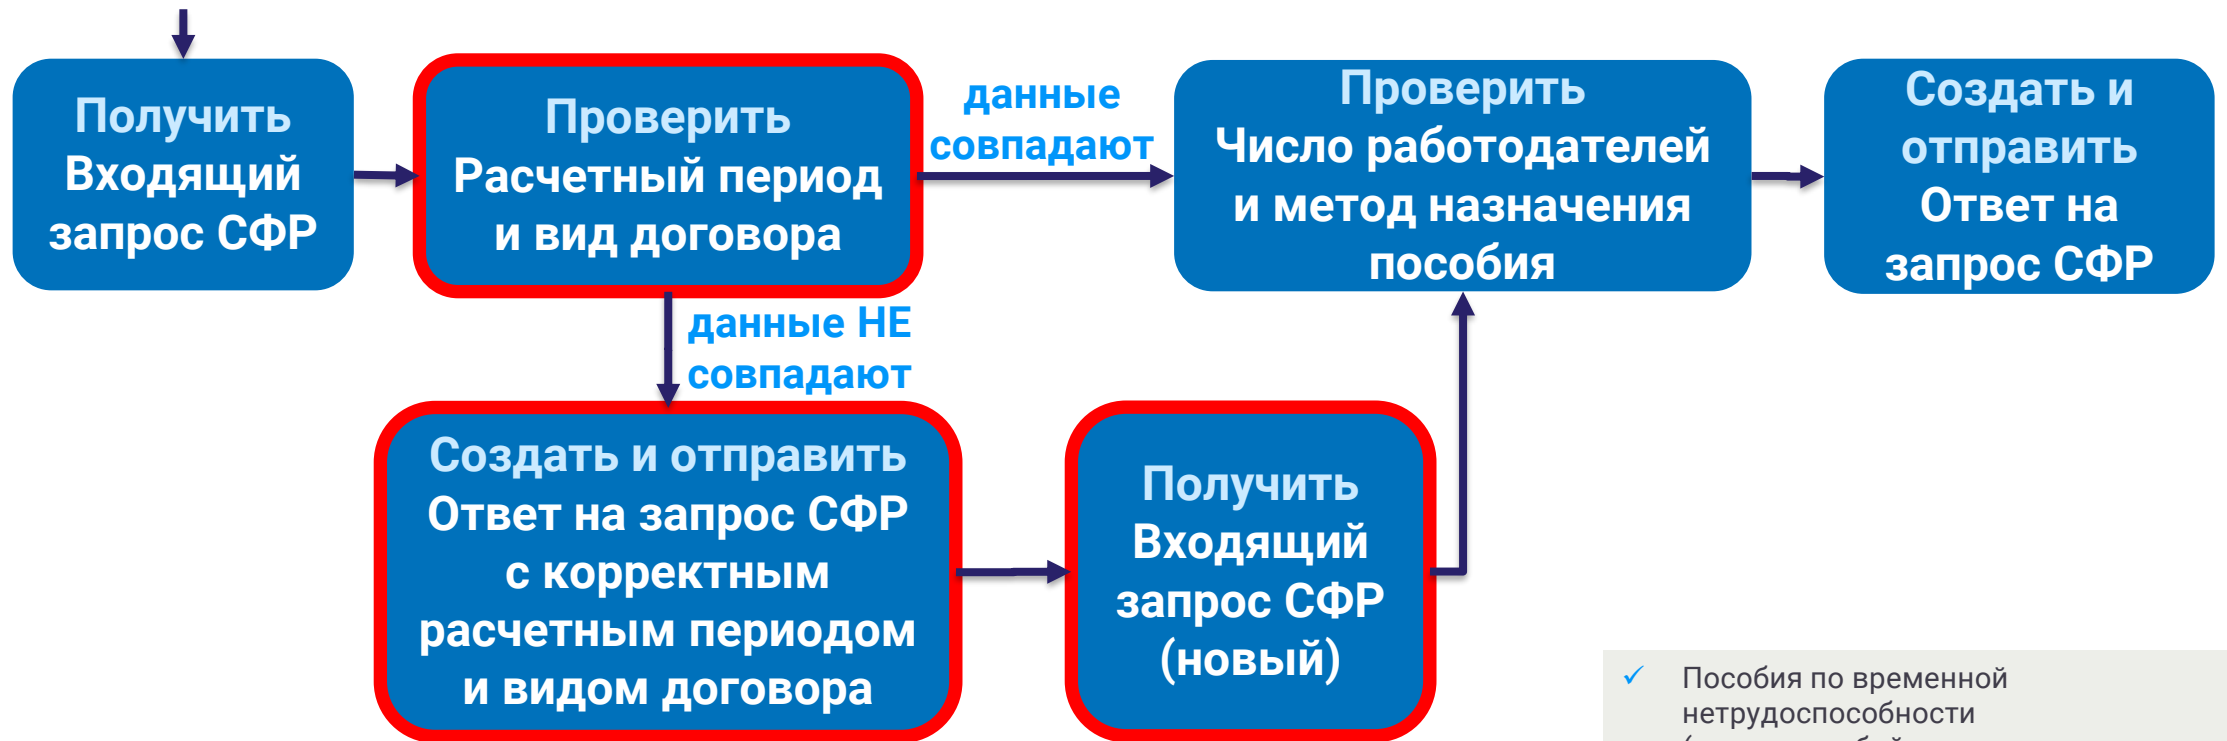 Получить
Входящий
запрос СФР
Проверить
Расчетный период
и вид договора
данные
совпадают
Проверить
Число работодателей
и метод назначения
пособия
Создать и
отправить
Ответ на
запрос СФР
данные НЕ
совпадают
Создать и отправить
Ответ на запрос СФР
с корректным
расчетным периодом
и видом договора
Получить
Входящий
запрос СФР
(новый)
✓ Пособия по временной
нетрудоспособности